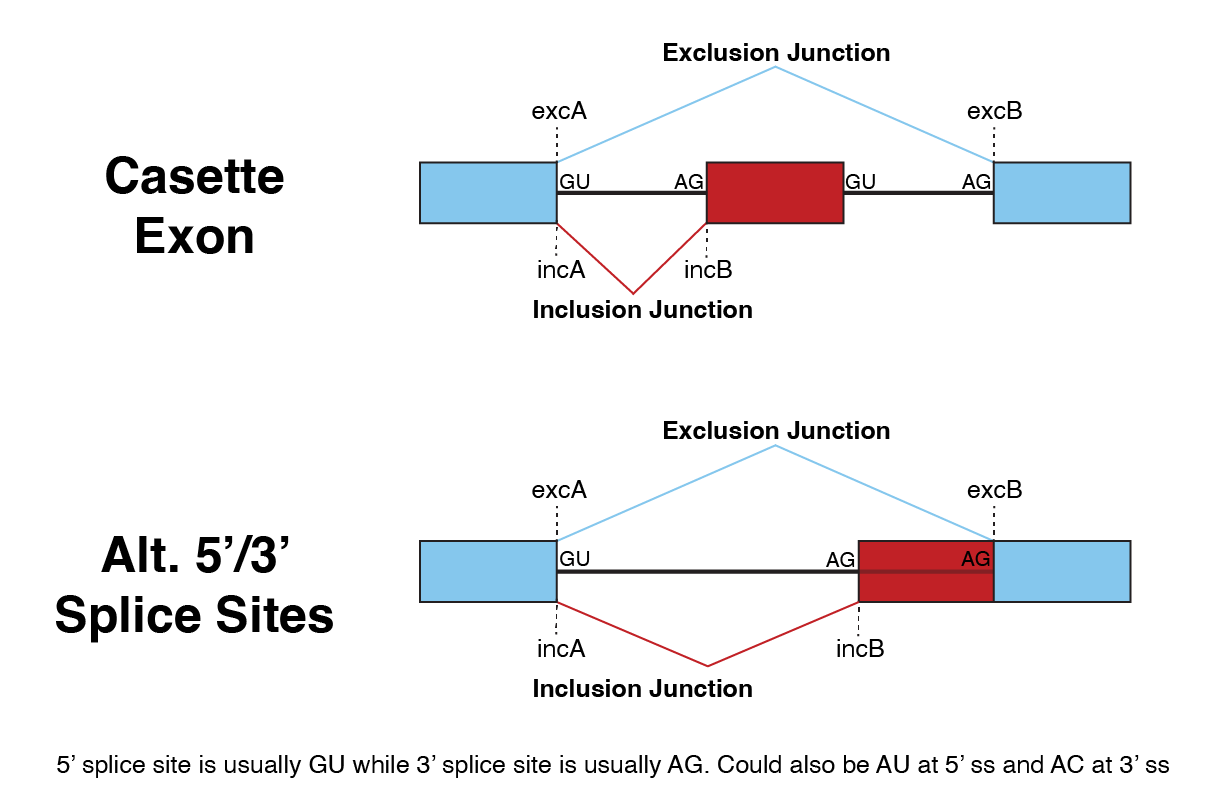 Exclusion Junction
excA
excB
Casette
Exon
GU
AG
GU
AG
incA
incB
Inclusion Junction
Exclusion Junction
excA
excB
Alt. 5’/3’
Splice Sites
GU
AG
AG
incA
incB
Inclusion Junction
5’ splice site is usually GU while 3’ splice site is usually AG. Could also be AU at 5’ ss and AC at 3’ ss